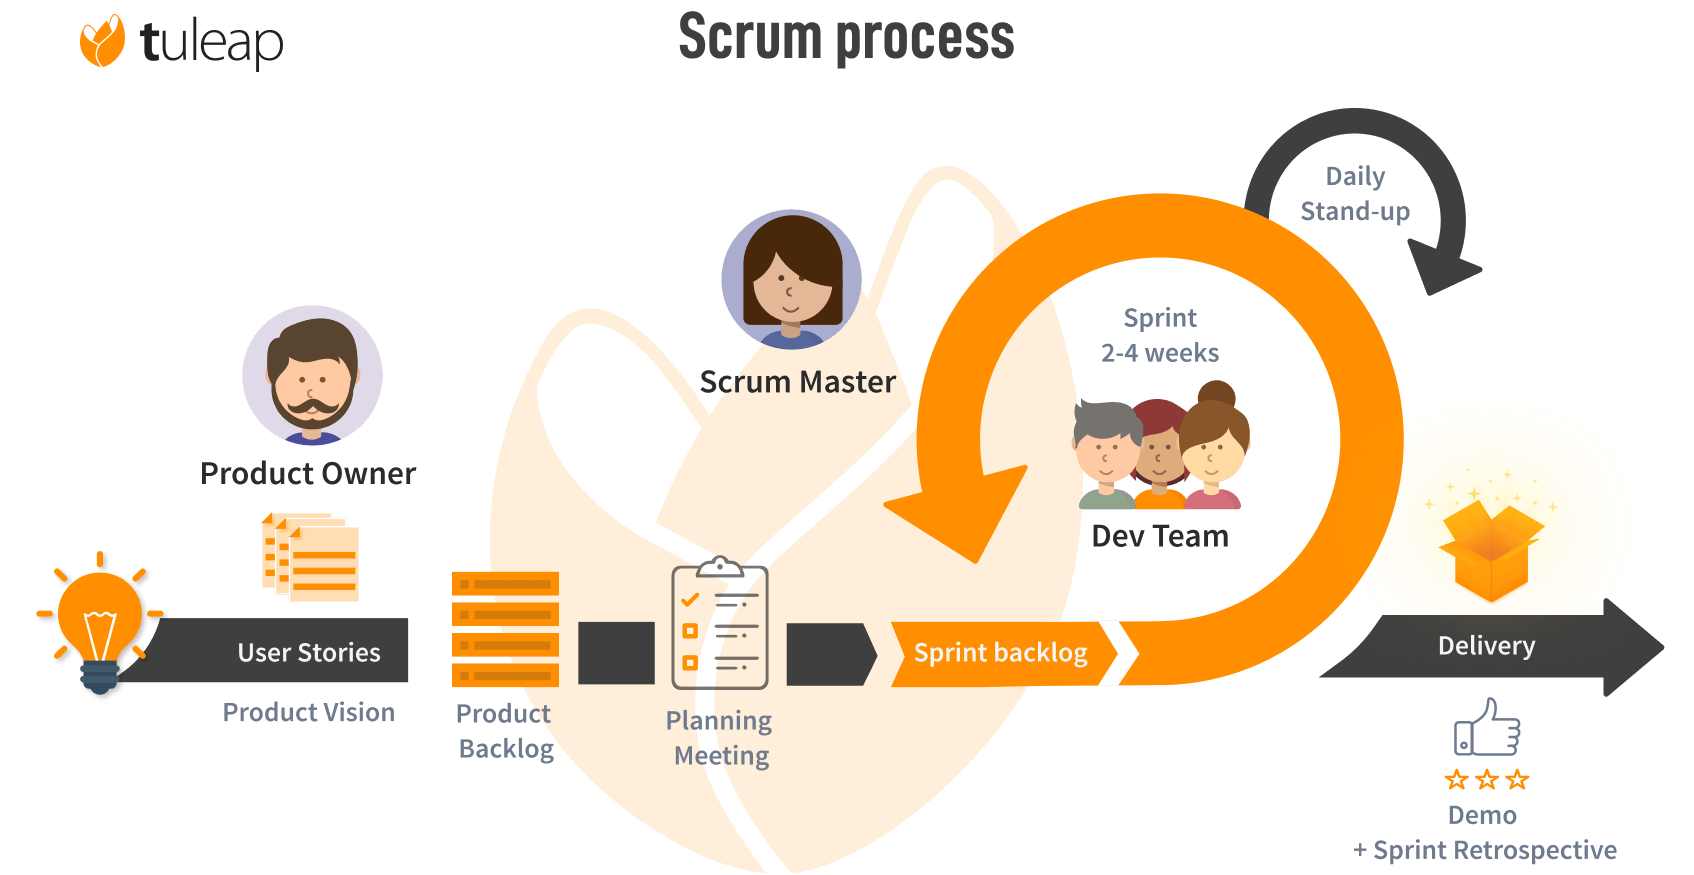 tuleap
Scrum process
Daily
Stand-up
Sprint
2-4 weeks
Scrum Master
Product Owner
Dev Team
User Stories
Sprint backlog
Delivery
Product Vision
Product
Backlog
Planning
Meeting
Demo
+ Sprint Retrospective